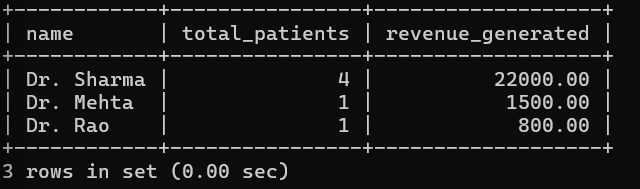 +------------+----------------+-------------------+
| name       | total_patients | revenue_generated |
+------------+----------------+-------------------+
| Dr. Sharma |              4 |          22000.00 |
| Dr. Mehta  |              1 |           1500.00 |
| Dr. Rao    |              1 |            800.00 |
+------------+----------------+-------------------+
3 rows in set (0.00 sec)